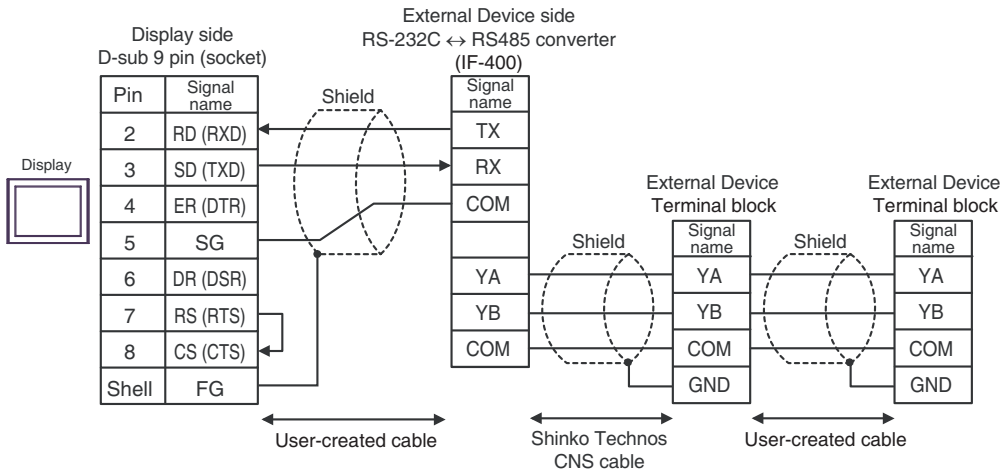 External Device side
RS-232C ↔ RS485 converter
(IF-400)
Display side
D-sub 9 pin (socket)
Display
Pin Signal name
2 RD (RXD)
3 SD (TXD)
4 ER (DTR)
5 SG
6 DR (DSR)
7 RS (RTS)
8 CS (CTS)
Shell FG
Shield
Signal name
TX
RX
COM
YA
YB
COM
Shield
External Device
Terminal block
Signal name
YA
YB
COM
GND
Shield
External Device
Terminal block
Signal name
YA
YB
COM
GND
User-created cable
Shinko Technos
CNS cable
User-created cable